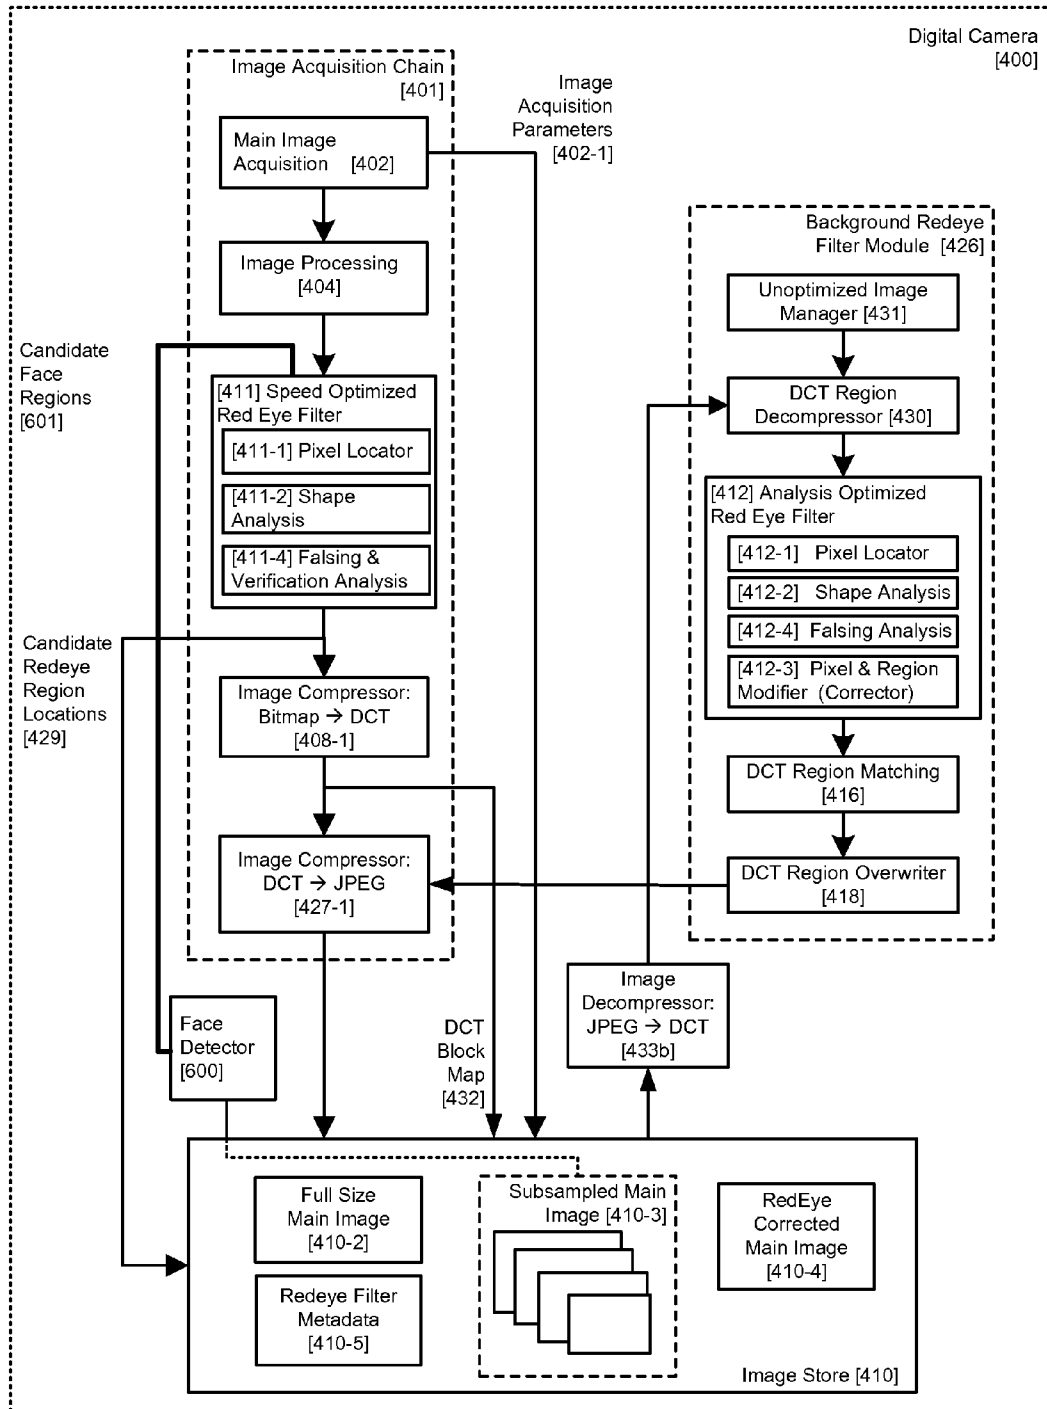 Digital Camera
[400]
Image Acquisition Chain
[401]
Image
Acquisition
Parameters
[402-1]
Main Image
Acquisition [402]
Image Processing
[404]
Candidate
Face
Regions
[601]
[411] Speed Optimized
Red Eye Filter
[411-1] Pixel Locator
[411-2] Shape
Analysis
[411-4] Falsing &
Verification Analysis
Candidate
Redeye
Region
Locations
[429]
Image Compressor:
Bitmap → DCT
[408-1]
Image Compressor:
DCT → JPEG
[427-1]
Background Redeye
Filter Module [426]
Unoptimized Image
Manager [431]
DCT Region
Decompressor [430]
[412] Analysis Optimized
Red Eye Filter
[412-1] Pixel Locator
[412-2] Shape Analysis
[412-4] Falsing Analysis
[412-3] Pixel & Region
Modifier (Corrector)
DCT Region Matching
[416]
DCT Region Overwriter
[418]
Image
Decompressor:
JPEG → DCT
[433b]
Face
Detector
[600]
DCT
Block
Map
[432]
Full Size
Main Image
[410-2]
Redeye Filter
Metadata
[410-5]
Subsampled Main
Image [410-3]
RedEye
Corrected
Main Image
[410-4]
Image Store [410]